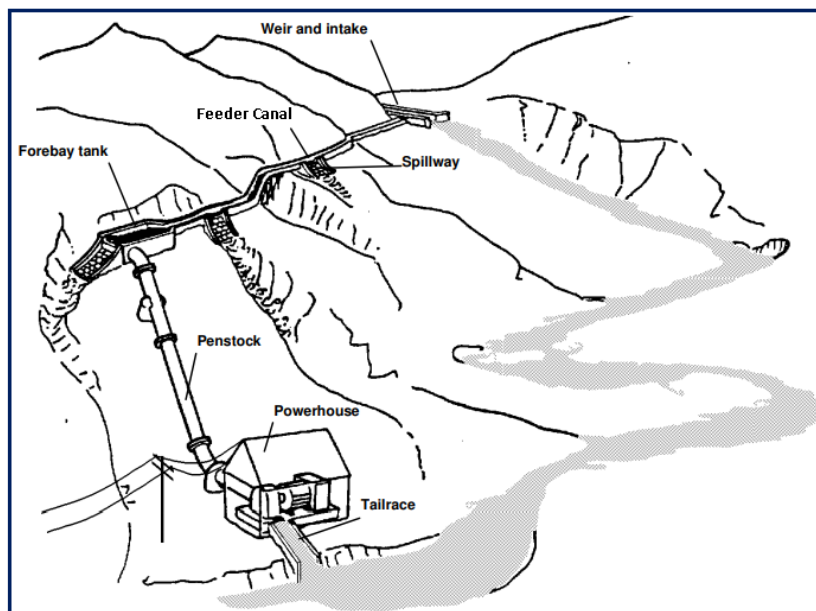 Weir and intake
Feeder Canal
Forebay tank
Spillway
Penstock
Powerhouse
Tailrace